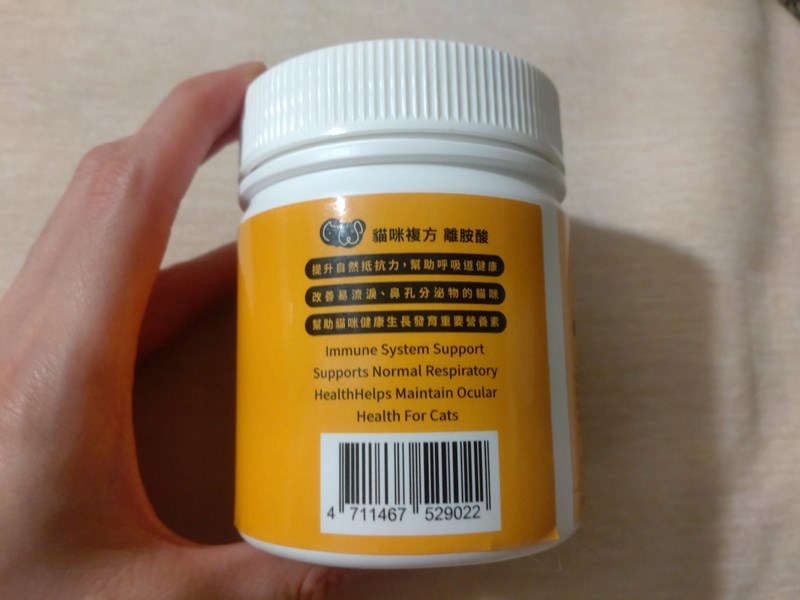 貓咪複方 離胺酸
提升自然抵抗力，幫助呼吸道健康
改善易流淚、鼻孔分泌物的貓咪
幫助貓咪健康生長發育重要營養素
Immune System Support
Supports Normal Respiratory
HealthHelps Maintain Ocular
Health For Cats
4 711467 529022